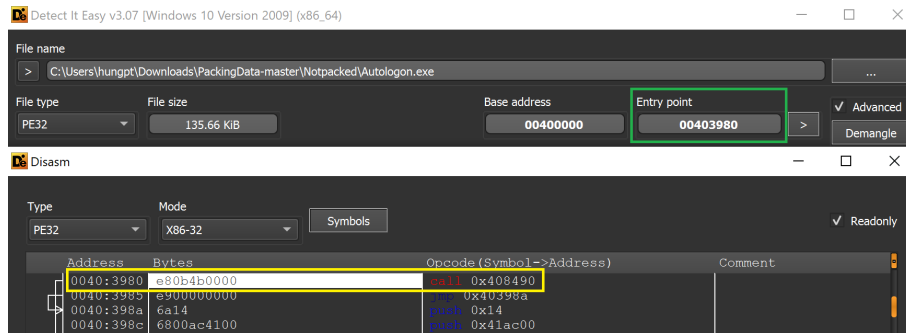 Detect It Easy v3.07 [Windows 10 Version 2009] (x86_64)
File name
> C:\Users\hungpt\Downloads\PackingData-master\Notpacked\Autologon.exe ...
File type File size Base address Entry point Advanced
PE32 135.66 KiB 00400000 00403980 > Demangle
Disasm
Type Mode
PE32 X86-32 Symbols Readonly
Address Bytes Opcode(Symbol->Address) Comment
0040:3980 e80b4b0000 call 0x408490
0040:3985 e900000000 jmp 0x40398a
0040:398a 6a14 push 0x14
0040:398c 6800ac4100 push 0x41ac00